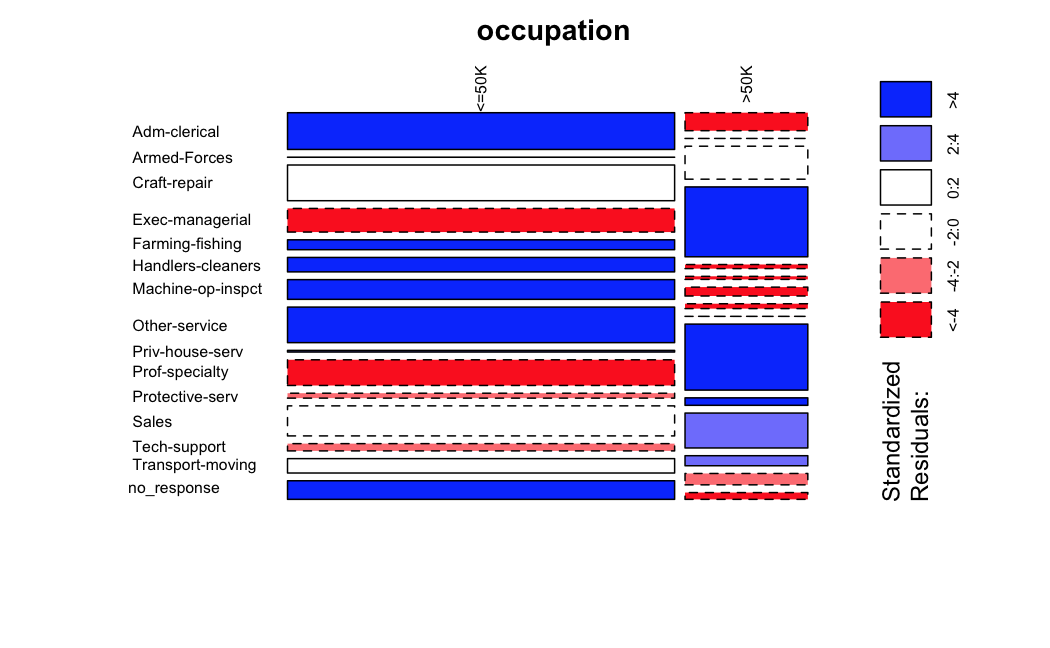 occupation
<=50K
>50K
Adm-clerical
Armed-Forces
Craft-repair
Exec-managerial
Farming-fishing
Handlers-cleaners
Machine-op-inspct
Other-service
Priv-house-serv
Prof-specialty
Protective-serv
Sales
Tech-support
Transport-moving
no_response
>4
2:4
0:2
-2:0
-4:-2
<-4
Standardized
Residuals: